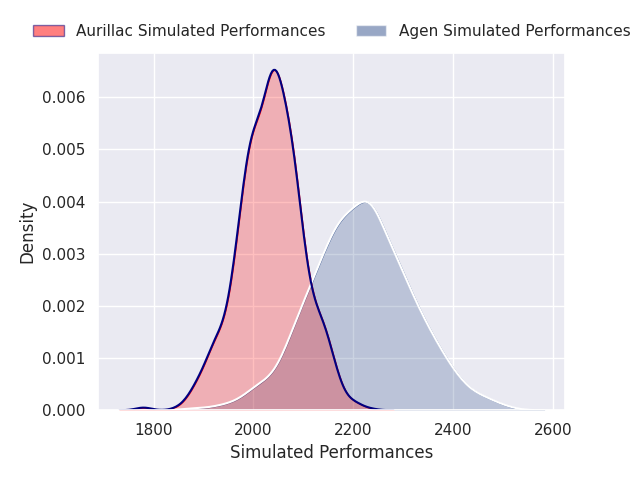 Aurillac Simulated Performances Agen Simulated Performances
0.006
0.005
0.004
0.003
0.002
0.001
0.000
Density
1800 2000 2200 2400 2600
Simulated Performances